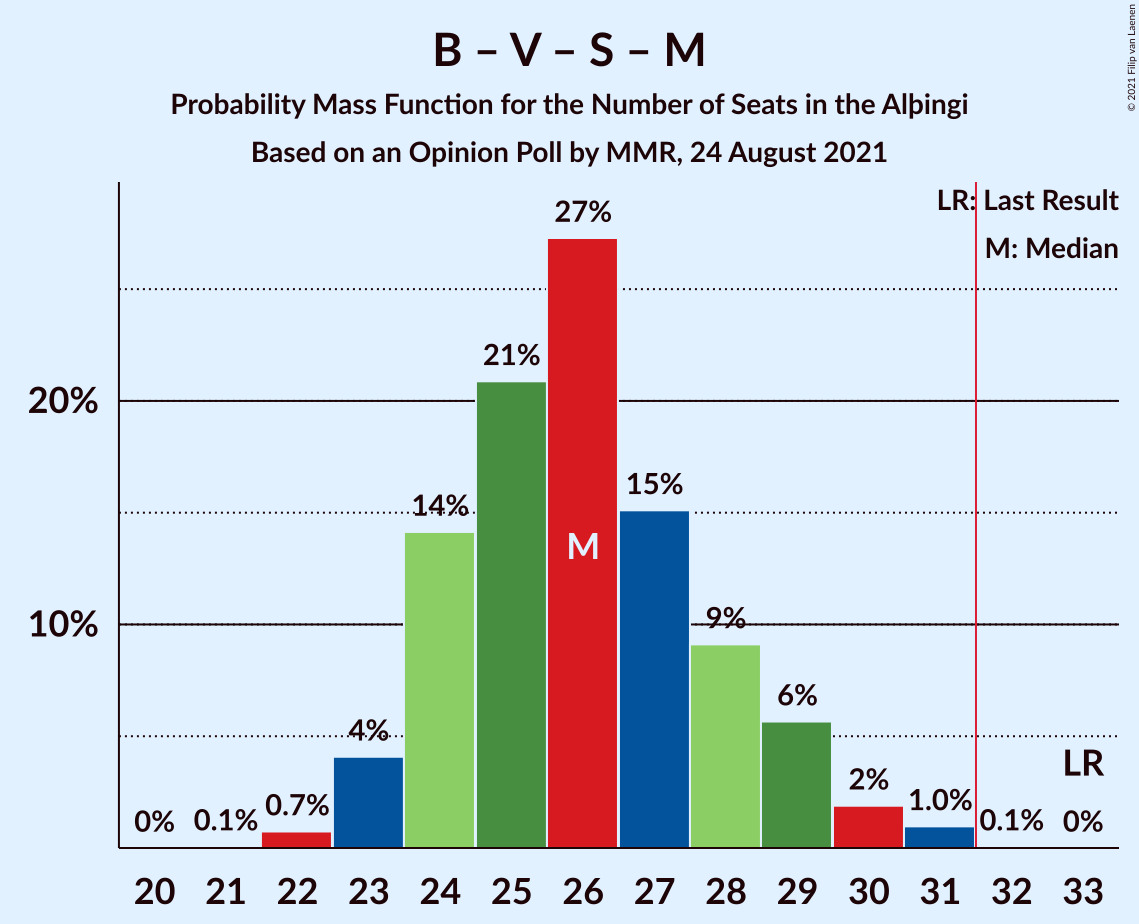 B – V – S – M
Probability Mass Function for the Number of Seats in the Alþingi
Based on an Opinion Poll by MMR, 24 August 2021
© 2021 Filip van Laenen
LR: Last Result
M: Median
27%
21%
20%
15%
14%
M
10%
9%
6%
4%
LR
2%
1.0%
0.7%
0% 0.1% 0.1% 0%
20 21 22 23 24 25 26 27 28 29 30 31 32 33